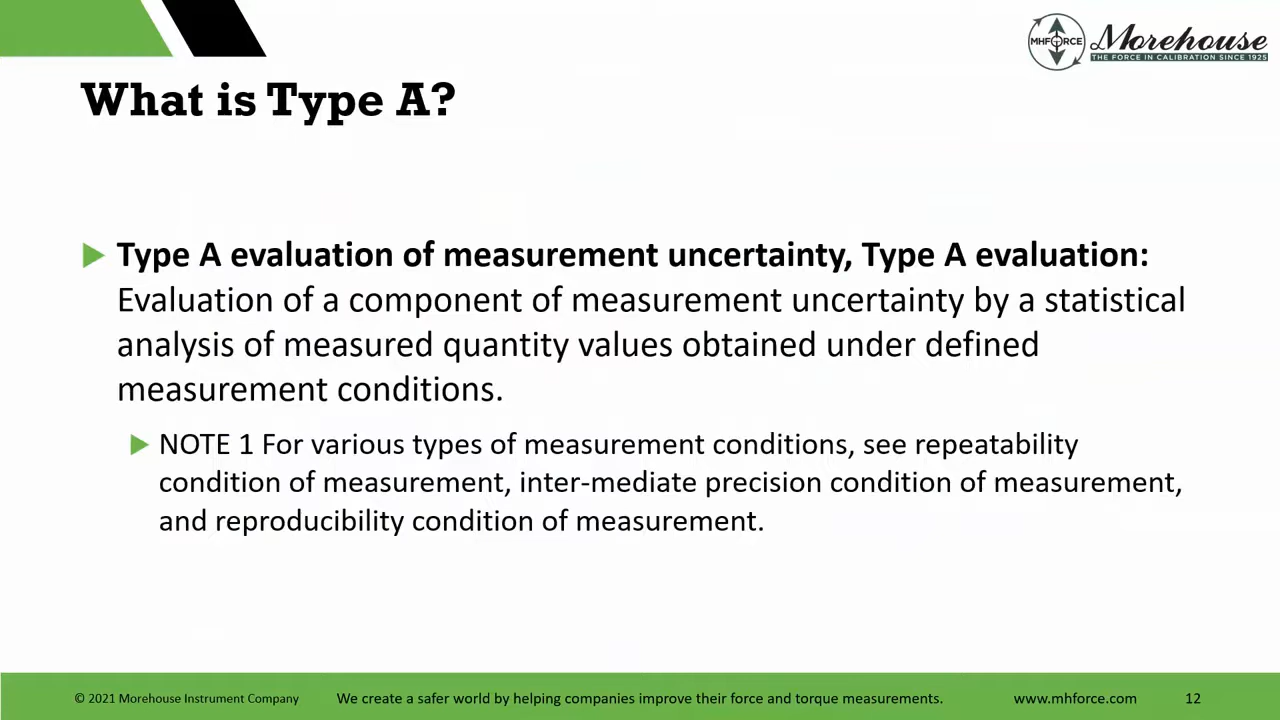 MHFORCE
Morehouse
THE FORCE IN CALIBRATION SINCE 1925
What is Type A?
Type A evaluation of measurement uncertainty, Type A evaluation:
Evaluation of a component of measurement uncertainty by a statistical
analysis of measured quantity values obtained under defined
measurement conditions.
NOTE 1 For various types of measurement conditions, see repeatability
condition of measurement, inter-mediate precision condition of measurement,
and reproducibility condition of measurement.
© 2021 Morehouse Instrument Company We create a safer world by helping companies improve their force and torque measurements. www.mhforce.com 12